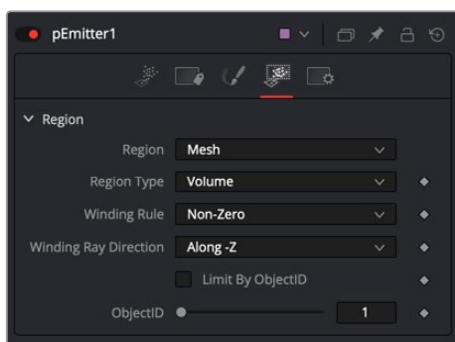 pEmitter1
Region
Region Mesh
Region Type Volume
Winding Rule Non-Zero
Winding Ray Direction Along -Z
Limit By ObjectID
ObjectID 1